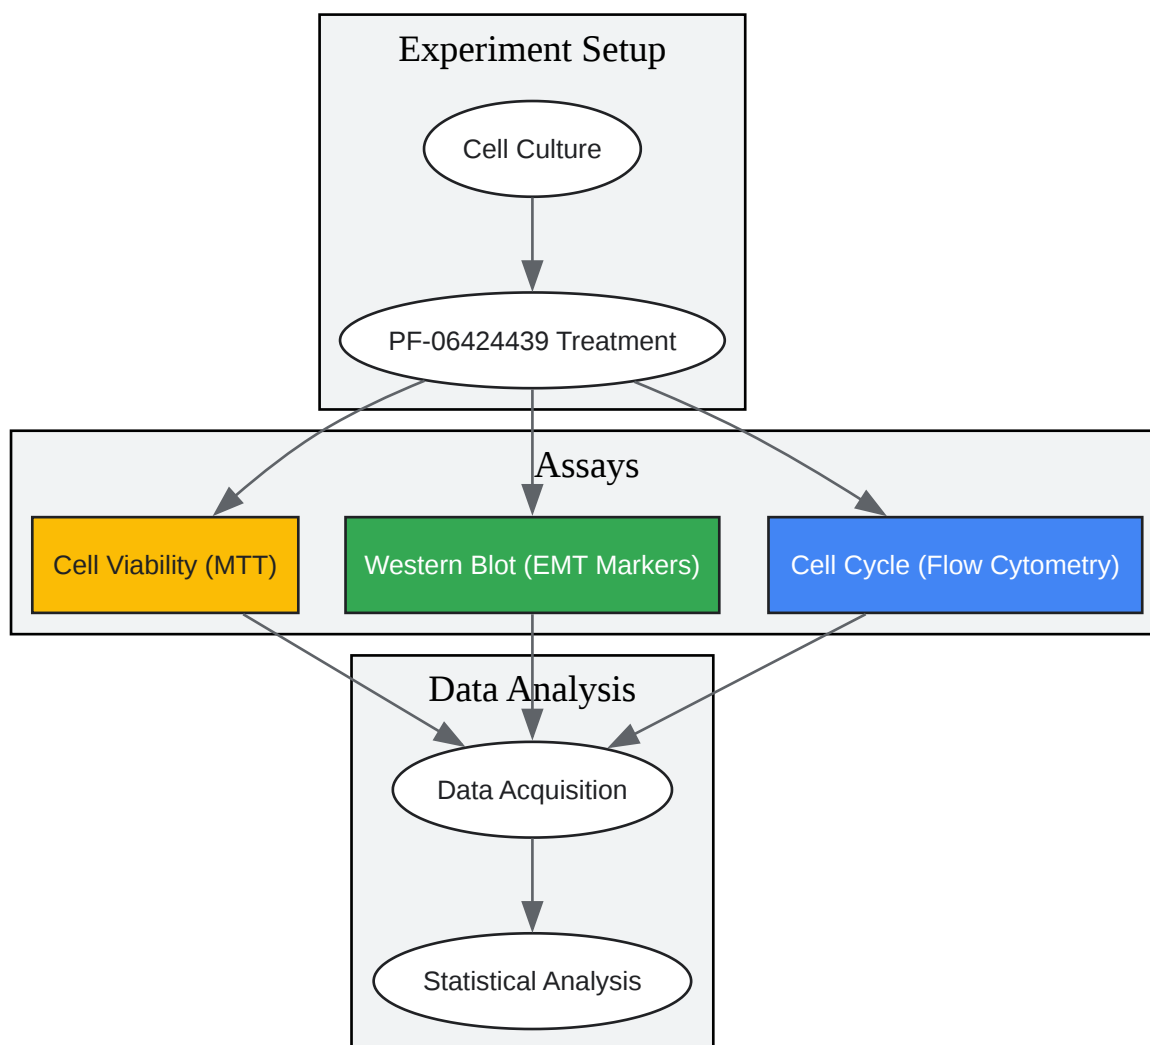 Experiment Setup
Cell Culture
PF-06424439 Treatment
Assays
Cell Viability (MTT)
Western Blot (EMT Markers)
Cell Cycle (Flow Cytometry)
Data Analysis
Data Acquisition
Statistical Analysis